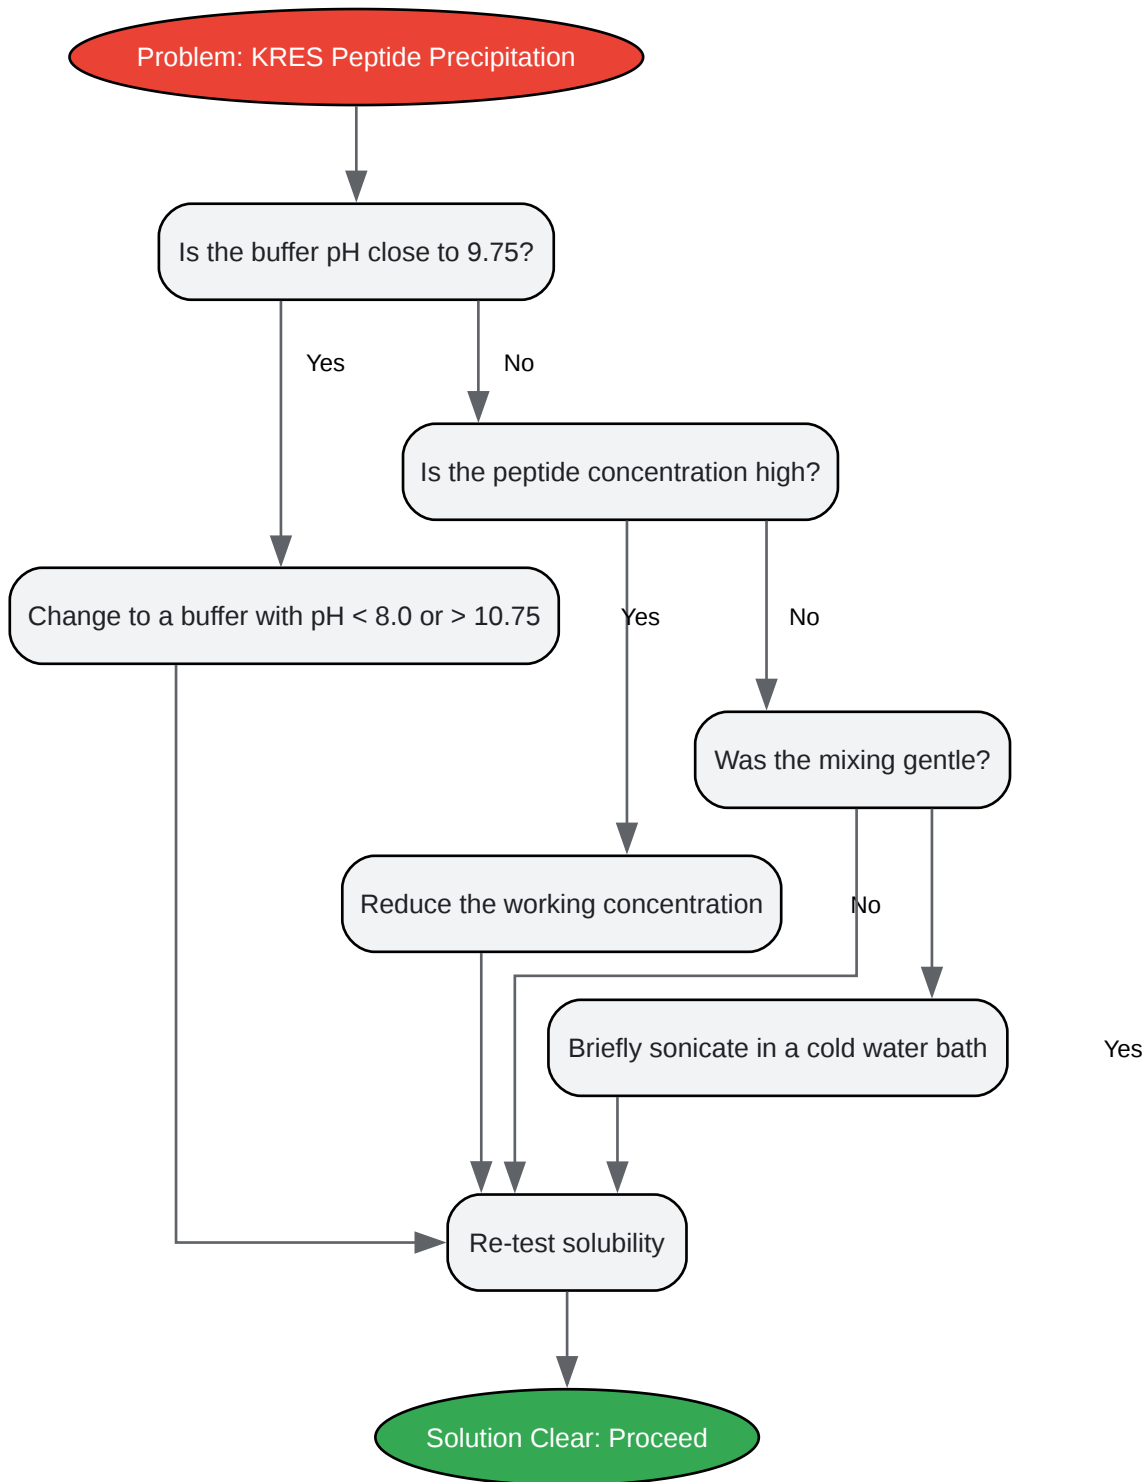 Problem: KRES Peptide Precipitation
Is the buffer pH close to 9.75?
Yes
No
Is the peptide concentration high?
Change to a buffer with pH < 8.0 or > 10.75
Yes
No
Was the mixing gentle?
Reduce the working concentration
No
Briefly sonicate in a cold water bath
Yes
Re-test solubility
Solution Clear: Proceed